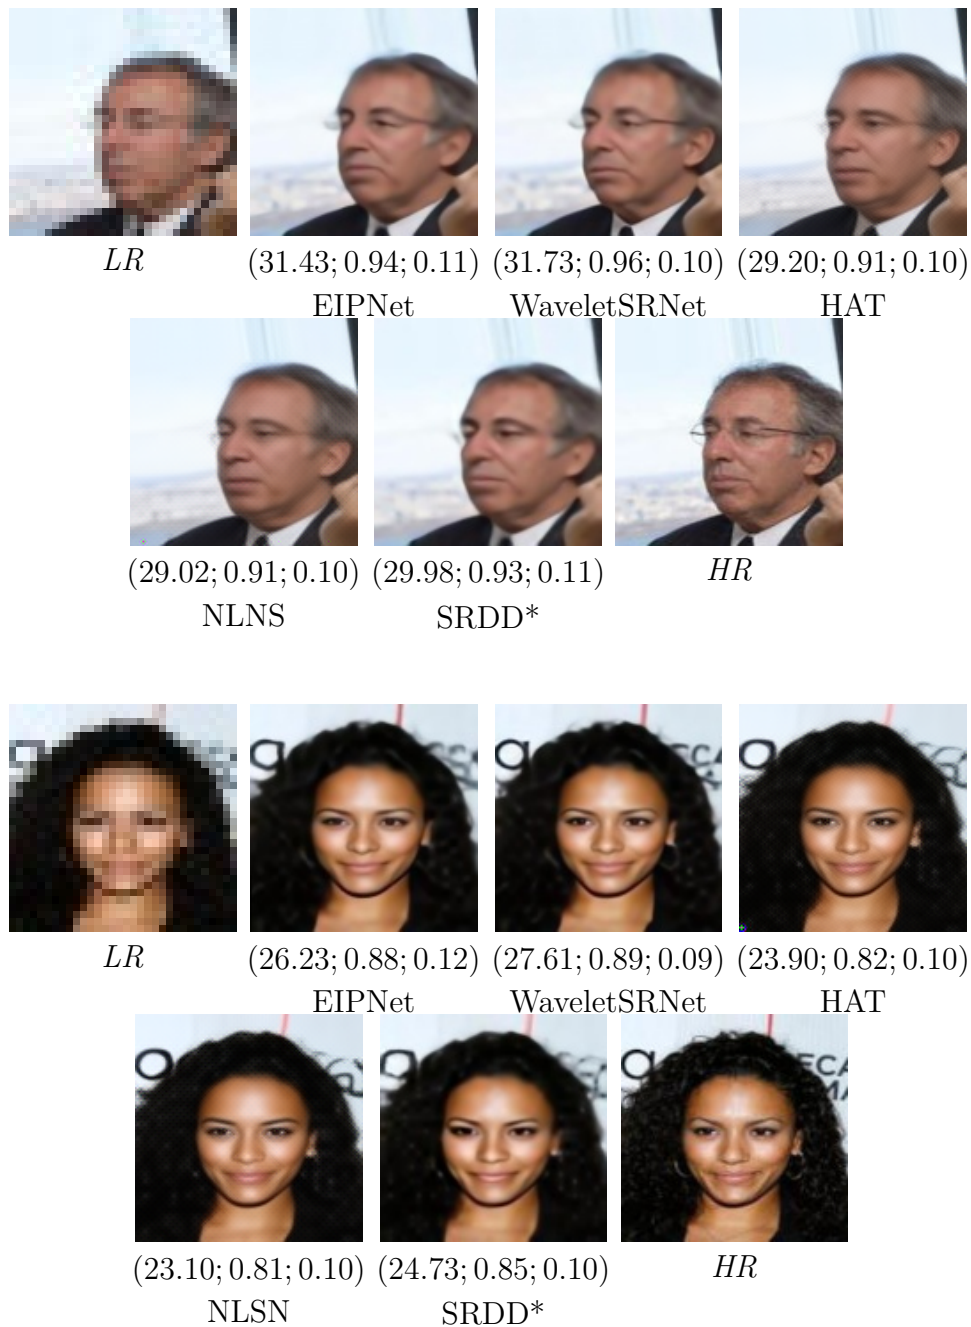 LR
(31.43; 0.94; 0.11) (31.73; 0.96; 0.10) (29.20; 0.91; 0.10)
EIPNet WaveletSRNet HAT
(29.02; 0.91; 0.10) (29.98; 0.93; 0.11) HR
NLNS SRDD*
LR (26.23; 0.88; 0.12) (27.61; 0.89; 0.09) (23.90; 0.82; 0.10)
EIPNet WaveletSRNet HAT
ECA
MA
(23.10; 0.81; 0.10) (24.73; 0.85; 0.10) HR
NLSN SRDD*